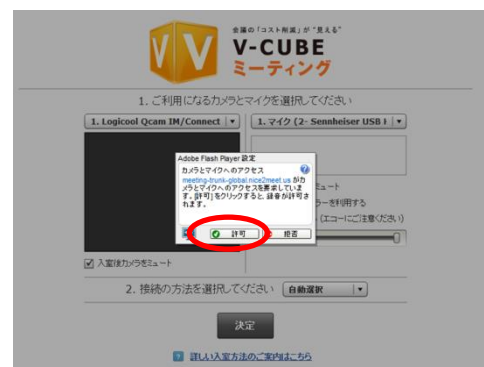 会議の「コスト削減」が"見える"
V-CUBE
ミーティング
1. ご利用になるカメラとマイクを選択してください
1. Logicool Qcam IM/Connect
1. マイク (2- Sennheiser USB
Adobe Flash Player 設定
カメラとマイクへのアクセス
meeting-trunk-global.nice2meet.us がカ
メラとマイクへのアクセスを要求していま
す。[許可] をクリックすると、録音が許可さ
れます。
ミュート
ーを利用する
(エコーにご注意ください)
許可
拒否
入室後カメラをミュート
2. 接続の方法を選択してください
自動選択
決定
詳しい入室方法のご案内はこちら